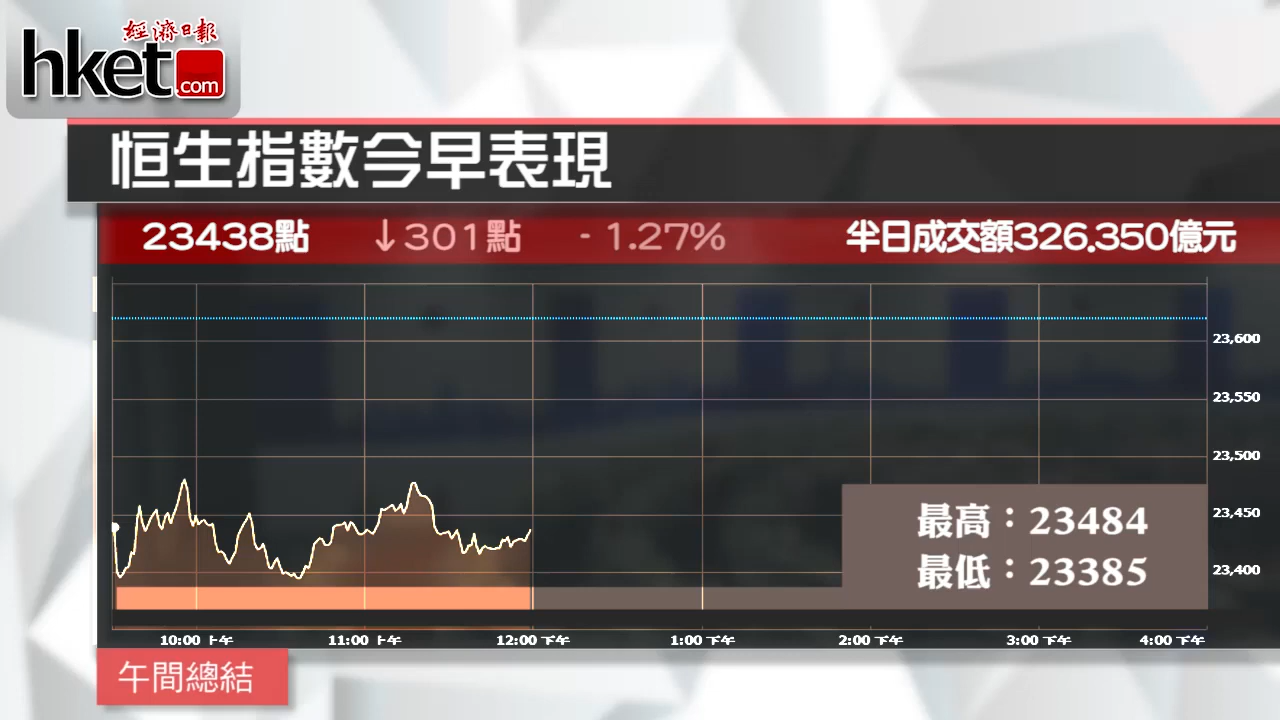 經濟日報
hket.com
恒生指數今早表現
23438點 ↓301點 - 1.27% 半日成交額326.350億元
23,600
23,550
23,500
23,450
23,400
最高：23484
最低：23385
10:00 上午 11:00 上午 12:00 下午 1:00 下午 2:00 下午 3:00 下午 4:00 下午
午間總結